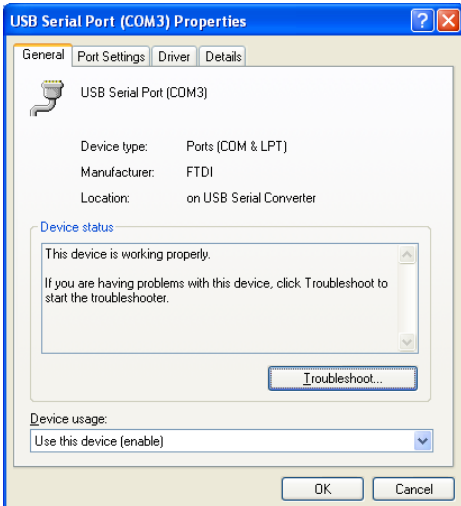 USB Serial Port (COM3) Properties
General Port Settings Driver Details
USB Serial Port (COM3)
Device type: Ports (COM & LPT)
Manufacturer: FTDI
Location: on USB Serial Converter
Device status
This device is working properly.
If you are having problems with this device, click Troubleshoot to
start the troubleshooter.
Troubleshoot...
Device usage:
Use this device (enable)
OK Cancel